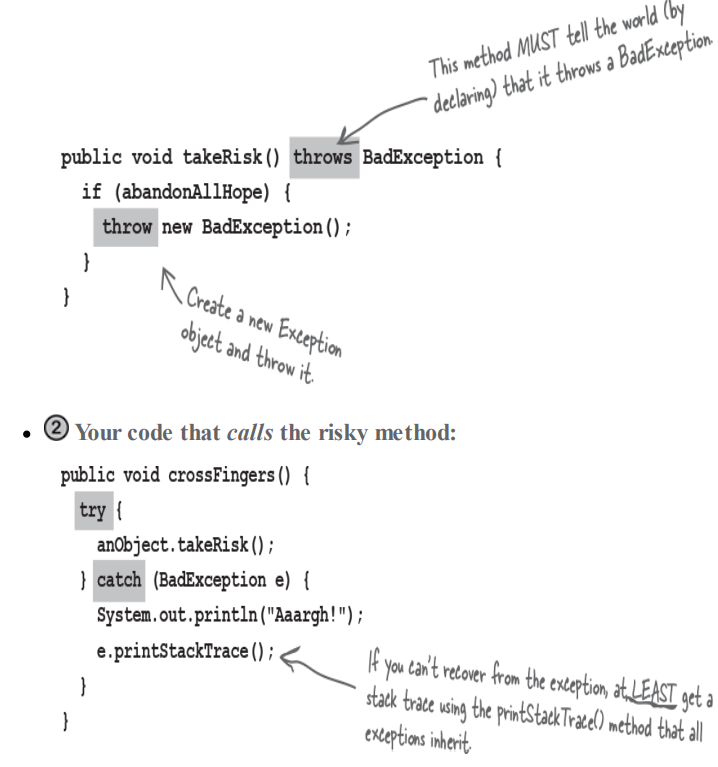 This method MUST tell the world (by
declaring) that it throws a BadException.
public void takeRisk() throws BadException {
if (abandonAllHope) {
throw new BadException();
}
}
Create a new Exception
object and throw it.
• ② Your code that calls the risky method:
public void crossFingers() {
try {
anObject.takeRisk();
} catch (BadException e) {
System.out.println("Aaargh!");
e.printStackTrace();
}
}
If you can't recover from the exception, at LEAST get a
stack trace using the printStackTrace() method that all
exceptions inherit.